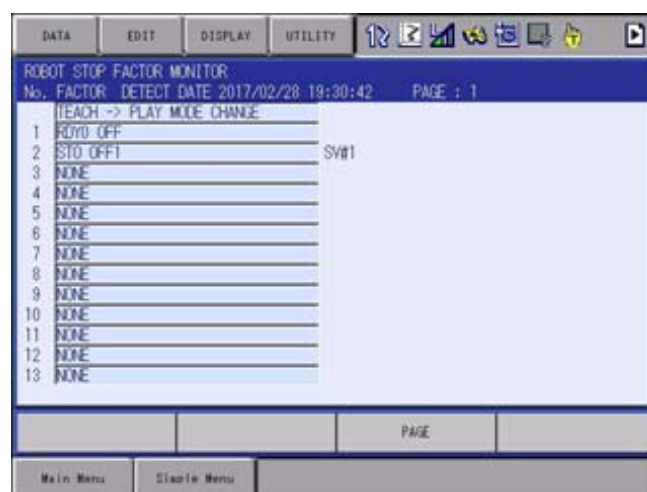 DATA EDIT DISPLAY UTILITY
ROBOT STOP FACTOR MONITOR
No. FACTOR DETECT DATE 2017/02/28 19:30:42 PAGE : 1
TEACH -> PLAY MODE CHANGE
1 RDY0 OFF
2 STO OFF1 SV#1
3 NONE
4 NONE
5 NONE
6 NONE
7 NONE
8 NONE
9 NONE
10 NONE
11 NONE
12 NONE
13 NONE
PAGE
Main Menu Simple Menu